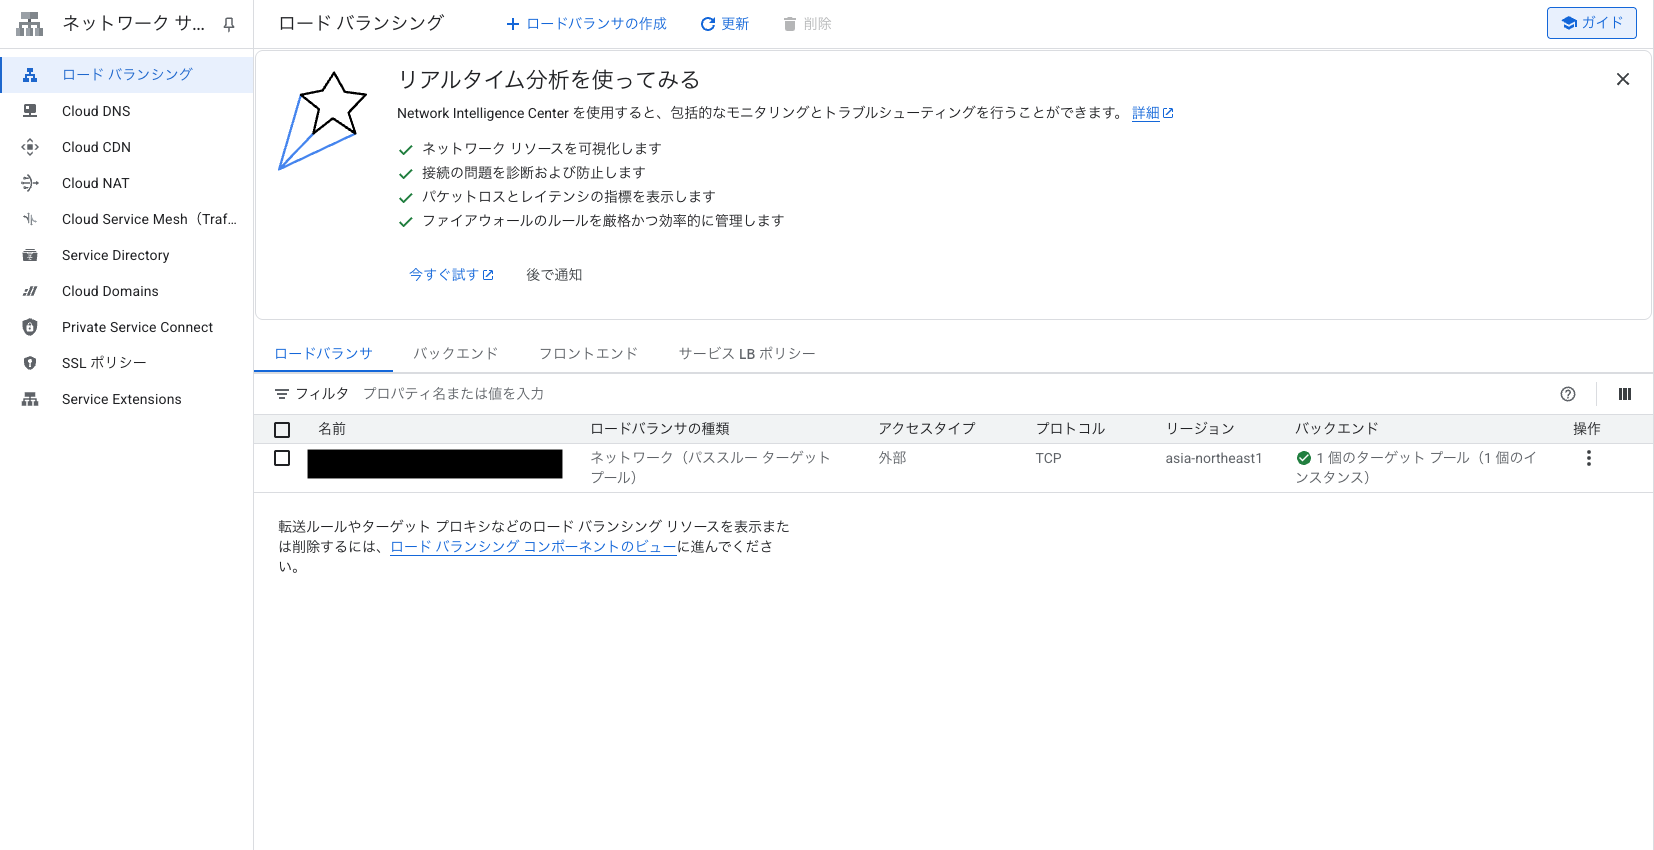 ネットワーク サ...
ロード バランシング
ロードバランサの作成
更新
削除
ガイド
ロード バランシング
Cloud DNS
Cloud CDN
Cloud NAT
Cloud Service Mesh（Traf...
Service Directory
Cloud Domains
Private Service Connect
SSL ポリシー
Service Extensions
リアルタイム分析を使ってみる
Network Intelligence Center を使用すると、包括的なモニタリングとトラブルシューティングを行うことができます。 詳細
ネットワーク リソースを可視化します
接続の問題を診断および防止します
パケットロスとレイテンシの指標を表示します
ファイアウォールのルールを厳格かつ効率的に管理します
今すぐ試す 後で通知
ロードバランサ バックエンド フロントエンド サービス LB ポリシー
フィルタ プロパティ名または値を入力
名前 ロードバランサの種類 アクセスタイプ プロトコル リージョン バックエンド 操作
ネットワーク（パススルー ターゲット 外部 TCP asia-northeast1 1 個のターゲット プール（1 個のイ
プール） ンスタンス）
転送ルールやターゲット プロキシなどのロード バランシング リソースを表示また
は削除するには、ロード バランシング コンポーネントのビューに進んでくださ
い。